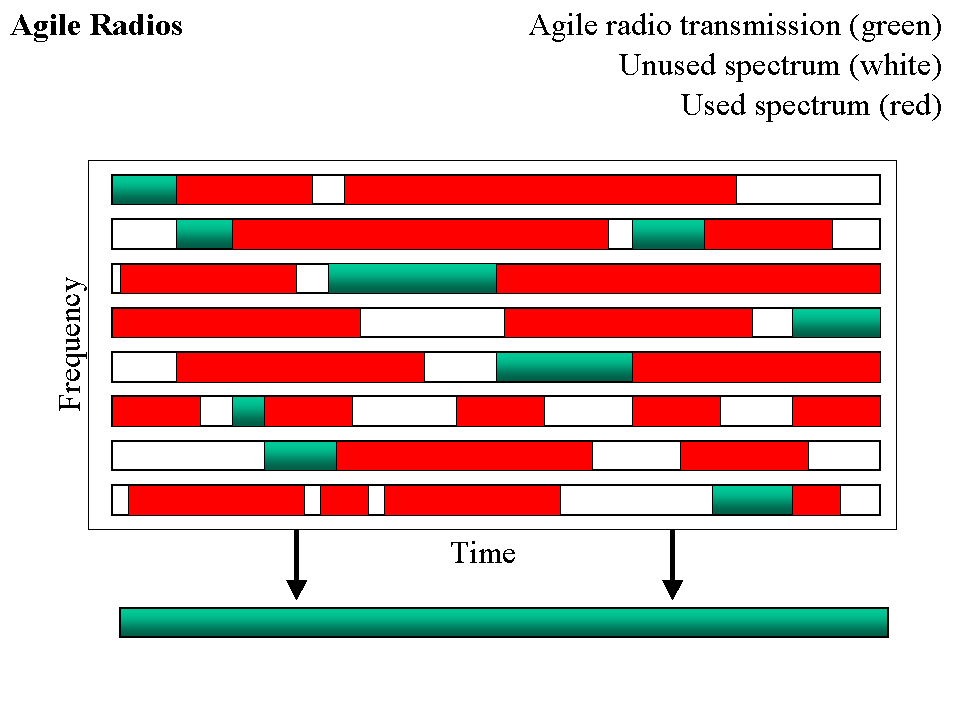 Agile Radios
Agile radio transmission (green)
Unused spectrum (white)
Used spectrum (red)
Frequency
Time